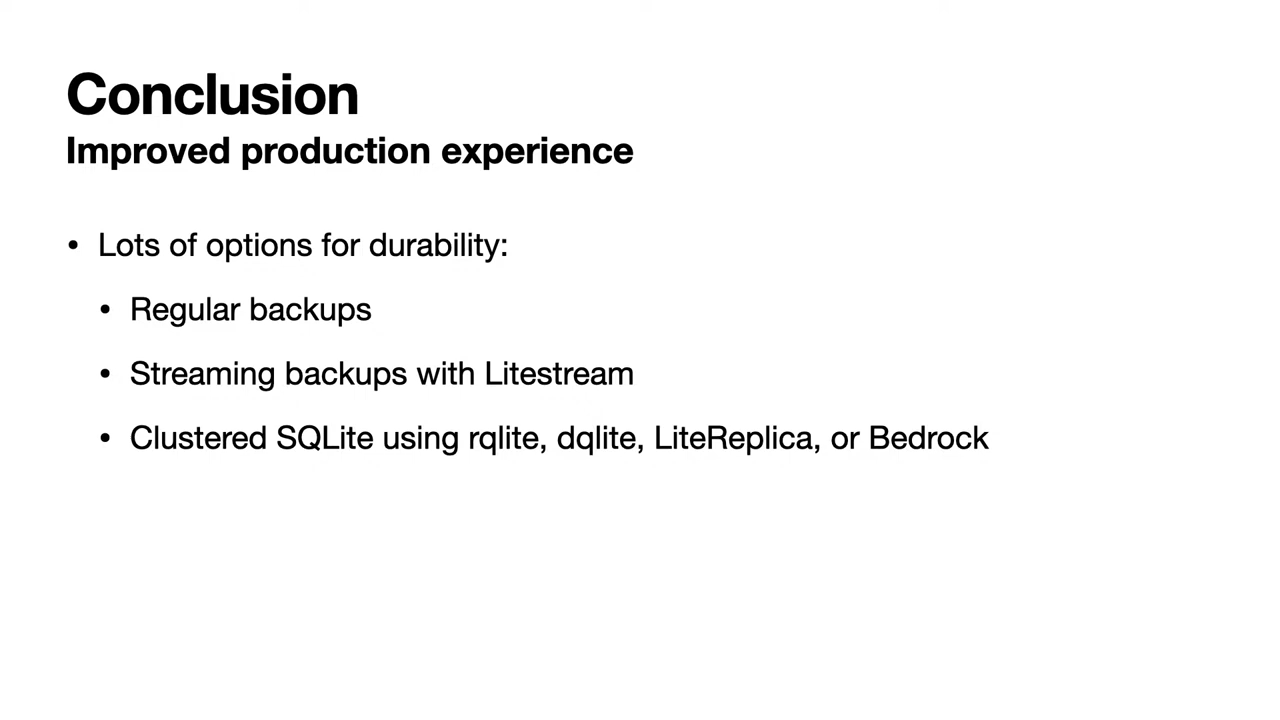 Conclusion
Improved production experience
• Lots of options for durability:
• Regular backups
• Streaming backups with Litestream
• Clustered SQLite using rqlite, dqlite, LiteReplica, or Bedrock